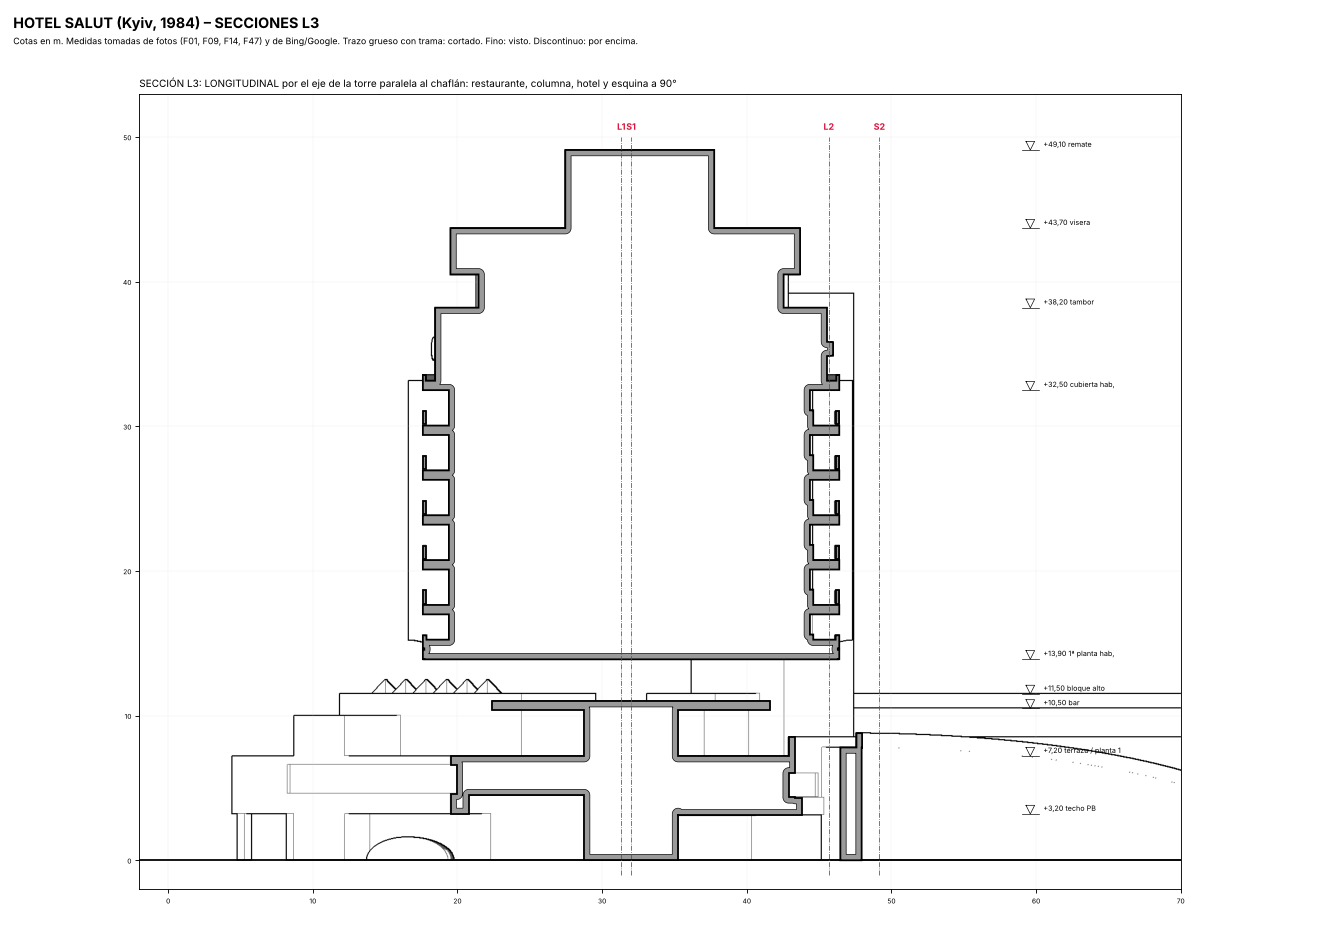 HOTEL SALUT (Kyiv, 1984) – SECCIONES L3
Cotas en m. Medidas tomadas de fotos (F01, F09, F14, F47) y de Bing/Google. Trazo grueso con trama: cortado. Fino: visto. Discontinuo: por encima.
SECCIÓN L3: LONGITUDINAL por el eje de la torre paralela al chaflán: restaurante, columna, hotel y esquina a 90°
L1S1 L2 S2
50
+49,10 remate
+43,70 visera
40
+38,20 tambor
+32,50 cubierta hab,
30
20
+13,90 1ª planta hab,
+11,50 bloque alto
+10,50 bar
10
+7,20 terraza / planta 1
+3,20 techo PB
0
0 10 20 30 40 50 60 70